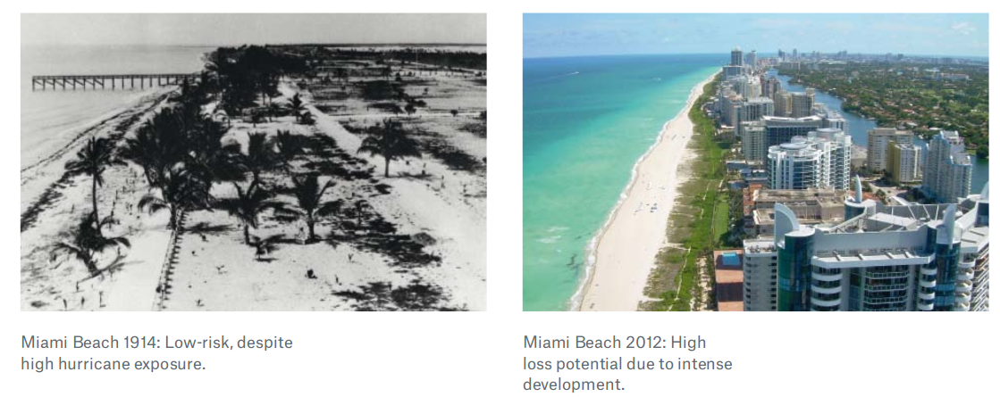 Miami Beach 1914: Low-risk, despite
high hurricane exposure.
Miami Beach 2012: High
loss potential due to intense
development.